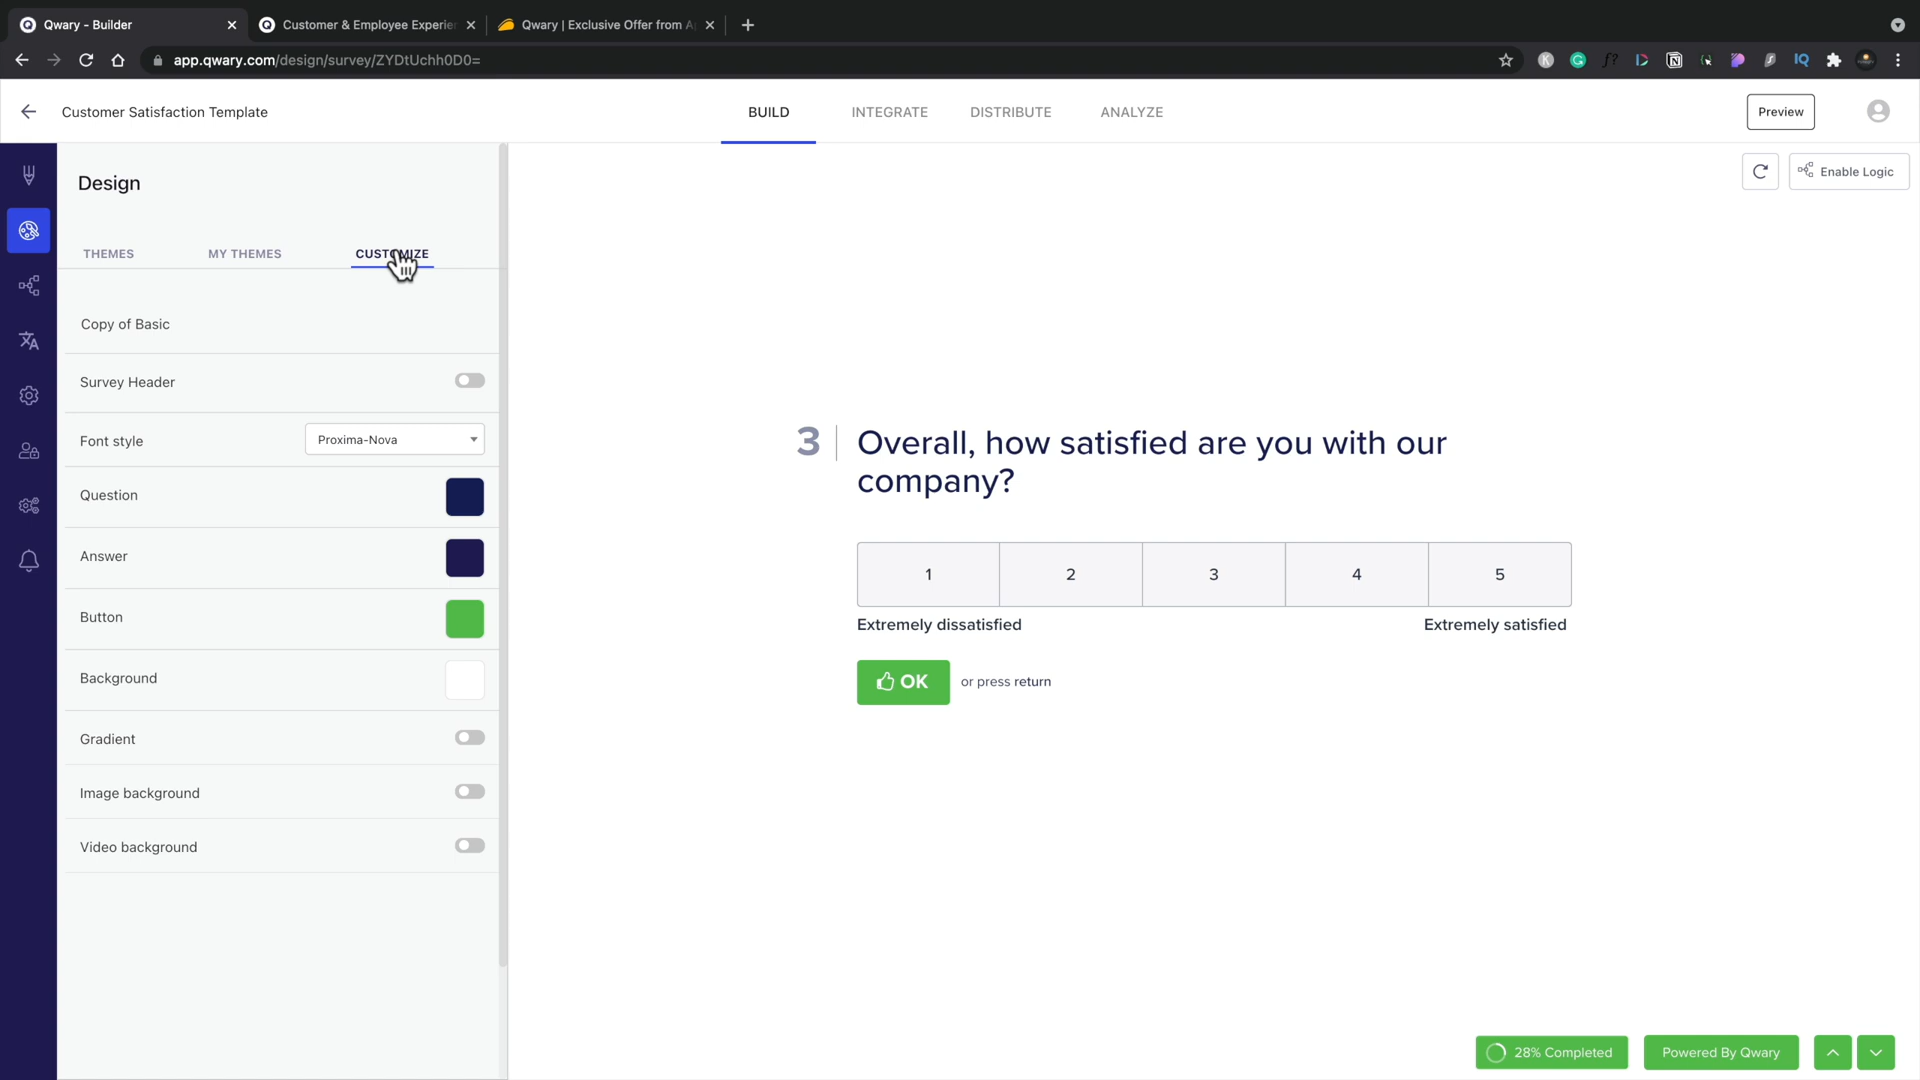 Qwary - Builder
Customer & Employee Experien
Qwary | Exclusive Offer from A
app.qwary.com/design/survey/ZYDtUchh0D0=
Customer Satisfaction Template
BUILD
INTEGRATE
DISTRIBUTE
ANALYZE
Preview
Enable Logic
Design
THEMES
MY THEMES
CUSTOMIZE
Copy of Basic
Survey Header
Font style
Proxima-Nova
Question
Answer
Button
Background
Gradient
Image background
Video background
3
Overall, how satisfied are you with our
company?
1
2
3
4
5
Extremely dissatisfied
Extremely satisfied
OK
or press return
28% Completed
Powered By Qwary